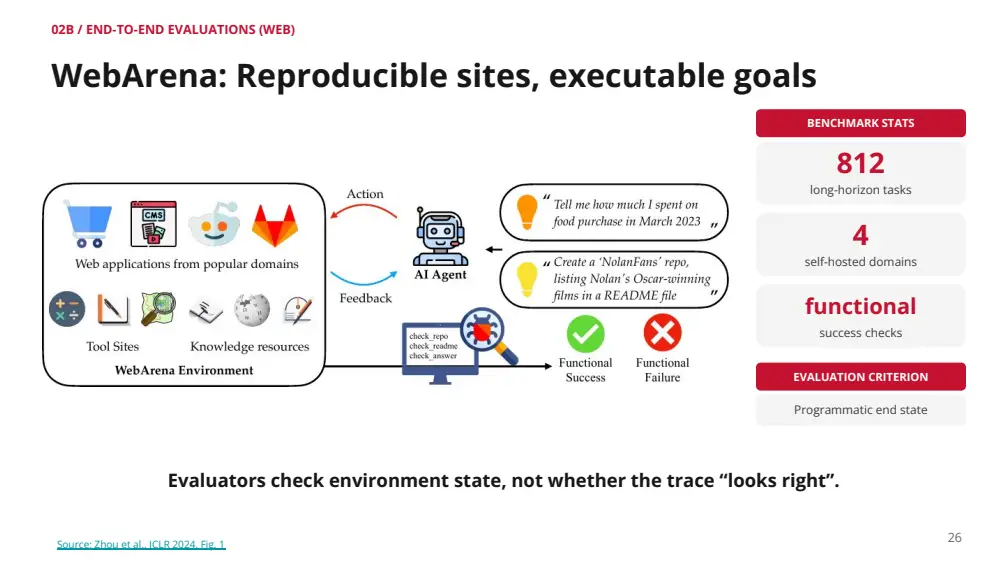 02B / END-TO-END EVALUATIONS (WEB)
WebArena: Reproducible sites, executable goals
CMS
Web applications from popular domains
Tool Sites
Knowledge resources
WebArena Environment
Action
Feedback
AI Agent
“ Tell me how much I spent on
food purchase in March 2023 ”
“ Create a ‘NolanFans’ repo,
listing Nolan’s Oscar-winning
films in a README file ”
check_repo
check_readme
check_answer
Functional
Success
Functional
Failure
BENCHMARK STATS
812
long-horizon tasks
4
self-hosted domains
functional
success checks
EVALUATION CRITERION
Programmatic end state
Evaluators check environment state, not whether the trace “looks right”.
Source: Zhou et al., ICLR 2024, Fig. 1
26